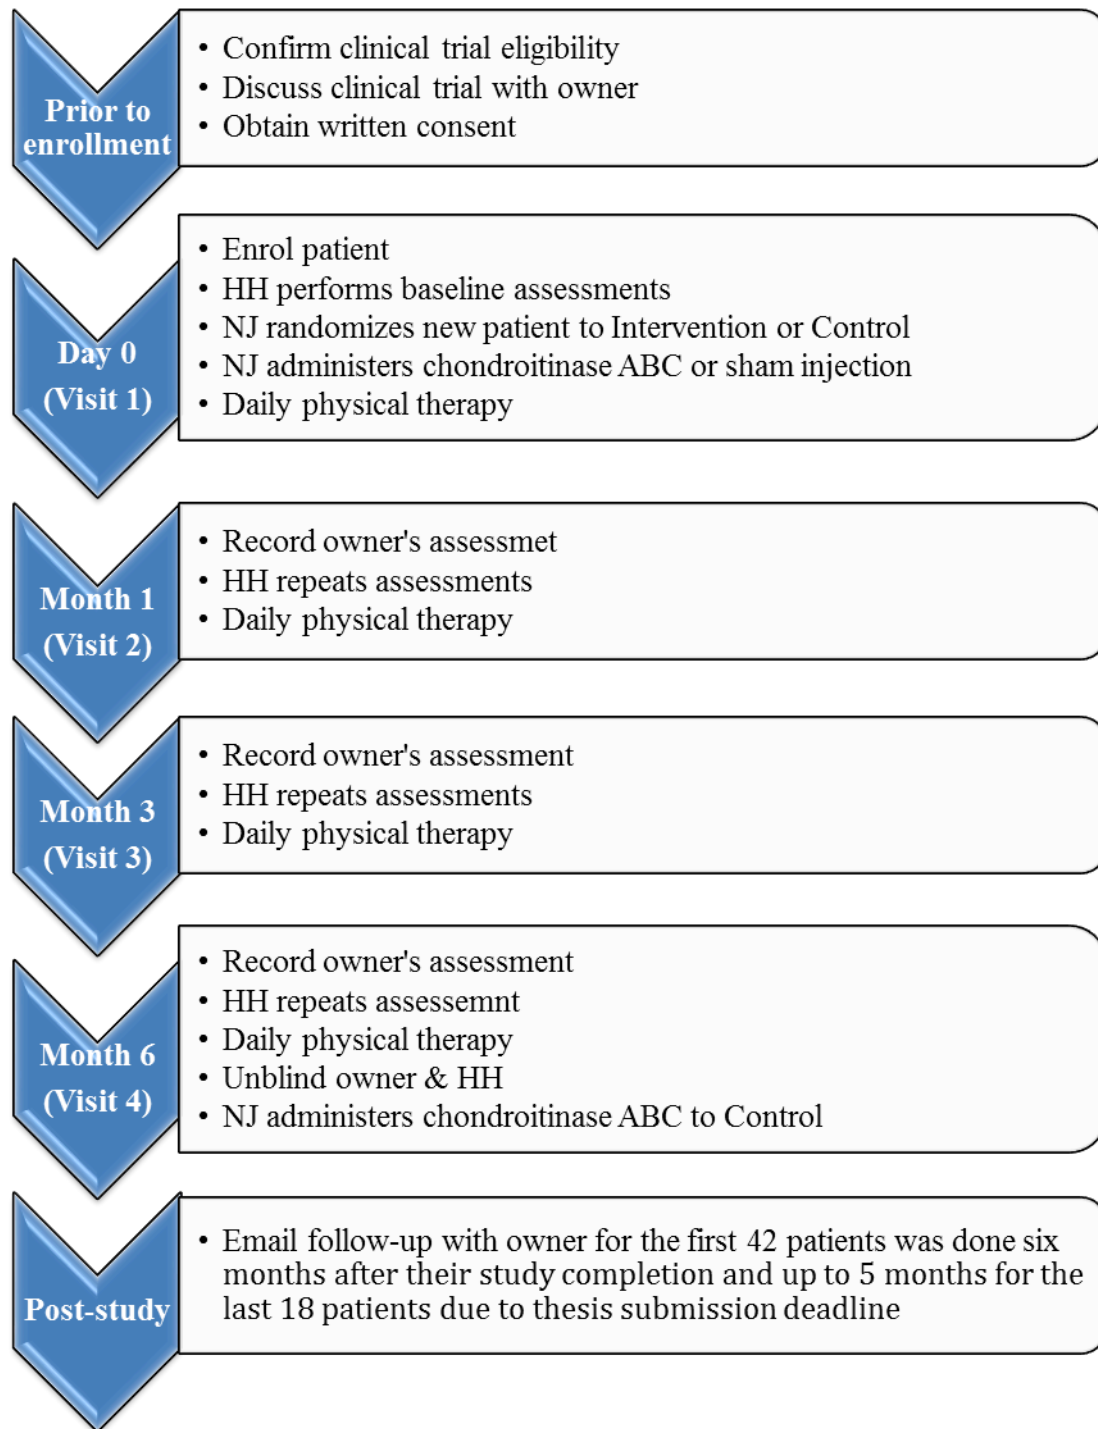 Prior to
enrollment
• Confirm clinical trial eligibility
• Discuss clinical trial with owner
• Obtain written consent
Day 0
(Visit 1)
• Enrol patient
• HH performs baseline assessments
• NJ randomizes new patient to Intervention or Control
• NJ administers chondroitinase ABC or sham injection
• Daily physical therapy
Month 1
(Visit 2)
• Record owner's assessmet
• HH repeats assessments
• Daily physical therapy
Month 3
(Visit 3)
• Record owner's assessment
• HH repeats assessments
• Daily physical therapy
Month 6
(Visit 4)
• Record owner's assessment
• HH repeats assessemnt
• Daily physical therapy
• Unblind owner & HH
• NJ administers chondroitinase ABC to Control
Post-study
• Email follow-up with owner for the first 42 patients was done six
months after their study completion and up to 5 months for the
last 18 patients due to thesis submission deadline